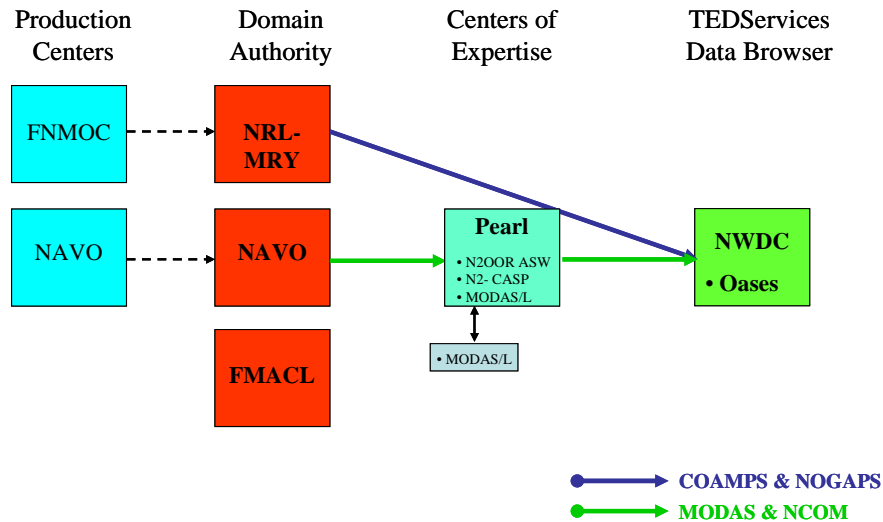 Production
Centers
Domain
Authority
Centers of
Expertise
TEDServices
Data Browser
FNMOC
NRL-
MRY
NAVO
NAVO
Pearl
• N2OOR ASW
• N2- CASP
• MODAS/L
NWDC
• Oases
• MODAS/L
FMACL
COAMPS & NOGAPS
MODAS & NCOM